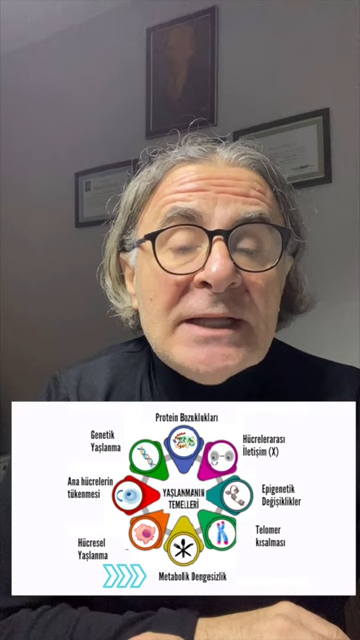 Protein Bozuklukları
Genetik
Yaşlanma
Hücrelerarası
İletişim (X)
Ana hücrelerin
tükenmesi
YAŞLANMANIN
TEMELLERİ
Epigenetik
Değişiklikler
Telomer
kısalması
Hücresel
Yaşlanma
Metabolik Dengesizlik